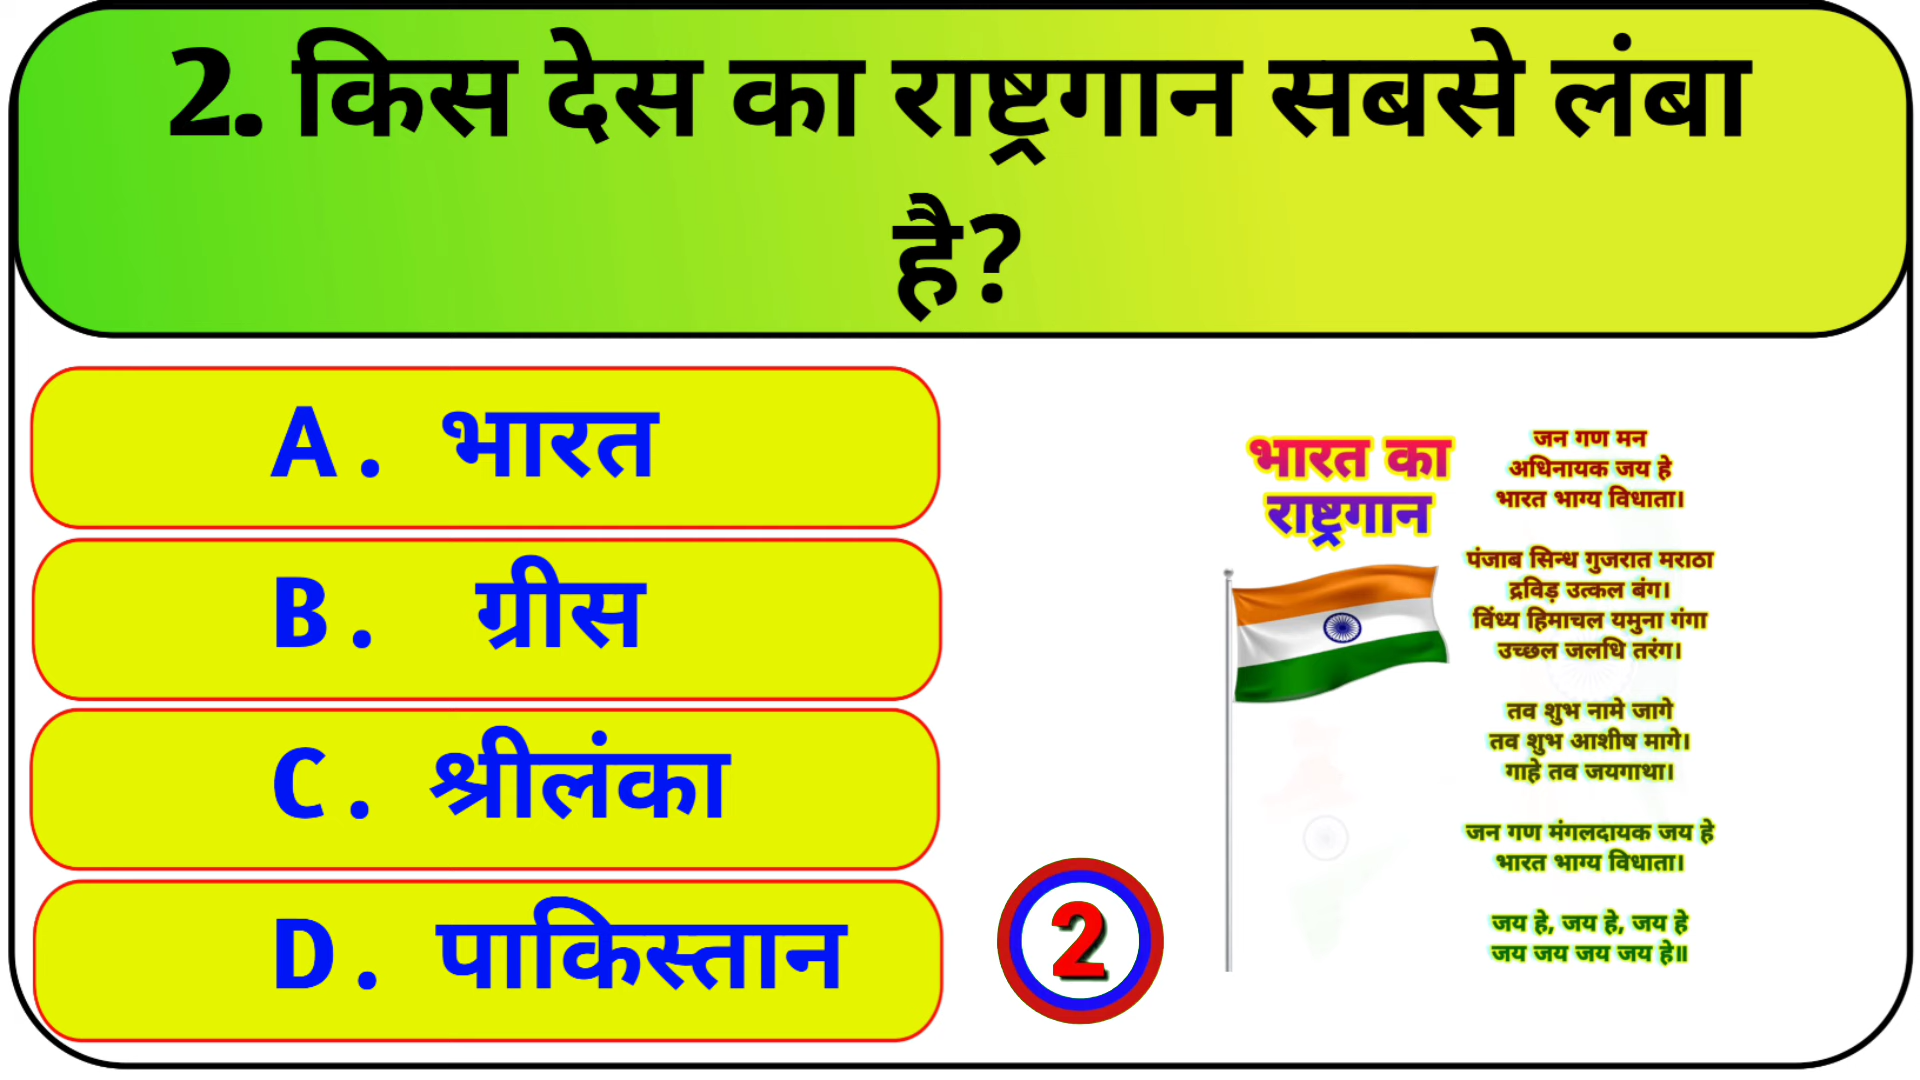 2. किस देस का राष्ट्रगान सबसे लंबा
है?
A. भारत
B. ग्रीस
C. श्रीलंका
D. पाकिस्तान
2
भारत का
राष्ट्रगान
जन गण मन
अधिनायक जय हे
भारत भाग्य विधाता।
पंजाब सिन्ध गुजरात मराठा
द्रविड़ उत्कल बंग।
विंध्य हिमाचल यमुना गंगा
उच्छल जलधि तरंग।
तव शुभ नामे जागे
तव शुभ आशीष मागे।
गाहे तव जयगाथा।
जन गण मंगलदायक जय हे
भारत भाग्य विधाता।
जय हे, जय हे, जय हे
जय जय जय जय हे॥